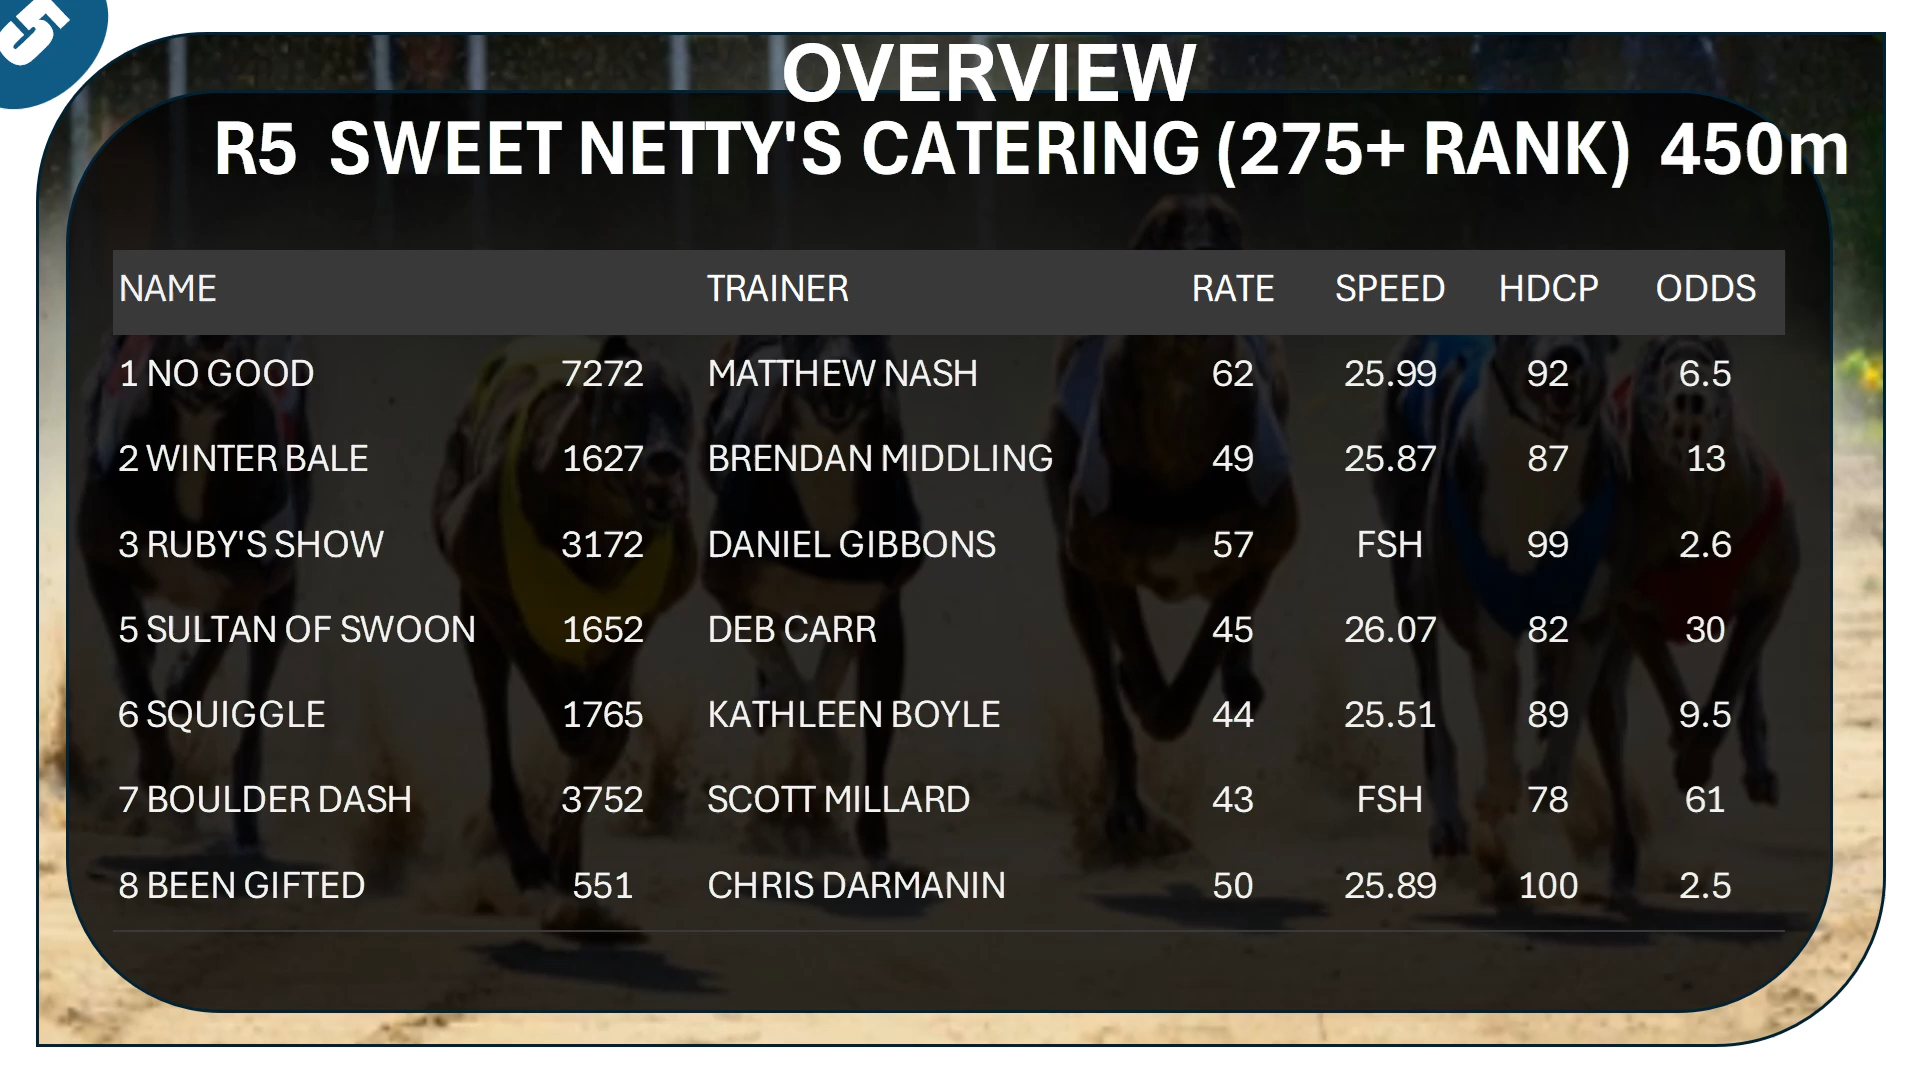 5
OVERVIEW
R5 SWEET NETTY'S CATERING (275+ RANK) 450m
NAME TRAINER RATE SPEED HDCP ODDS
1 NO GOOD 7272 MATTHEW NASH 62 25.99 92 6.5
2 WINTER BALE 1627 BRENDAN MIDDLING 49 25.87 87 13
3 RUBY'S SHOW 3172 DANIEL GIBBONS 57 FSH 99 2.6
5 SULTAN OF SWOON 1652 DEB CARR 45 26.07 82 30
6 SQUIGGLE 1765 KATHLEEN BOYLE 44 25.51 89 9.5
7 BOULDER DASH 3752 SCOTT MILLARD 43 FSH 78 61
8 BEEN GIFTED 551 CHRIS DARMANIN 50 25.89 100 2.5